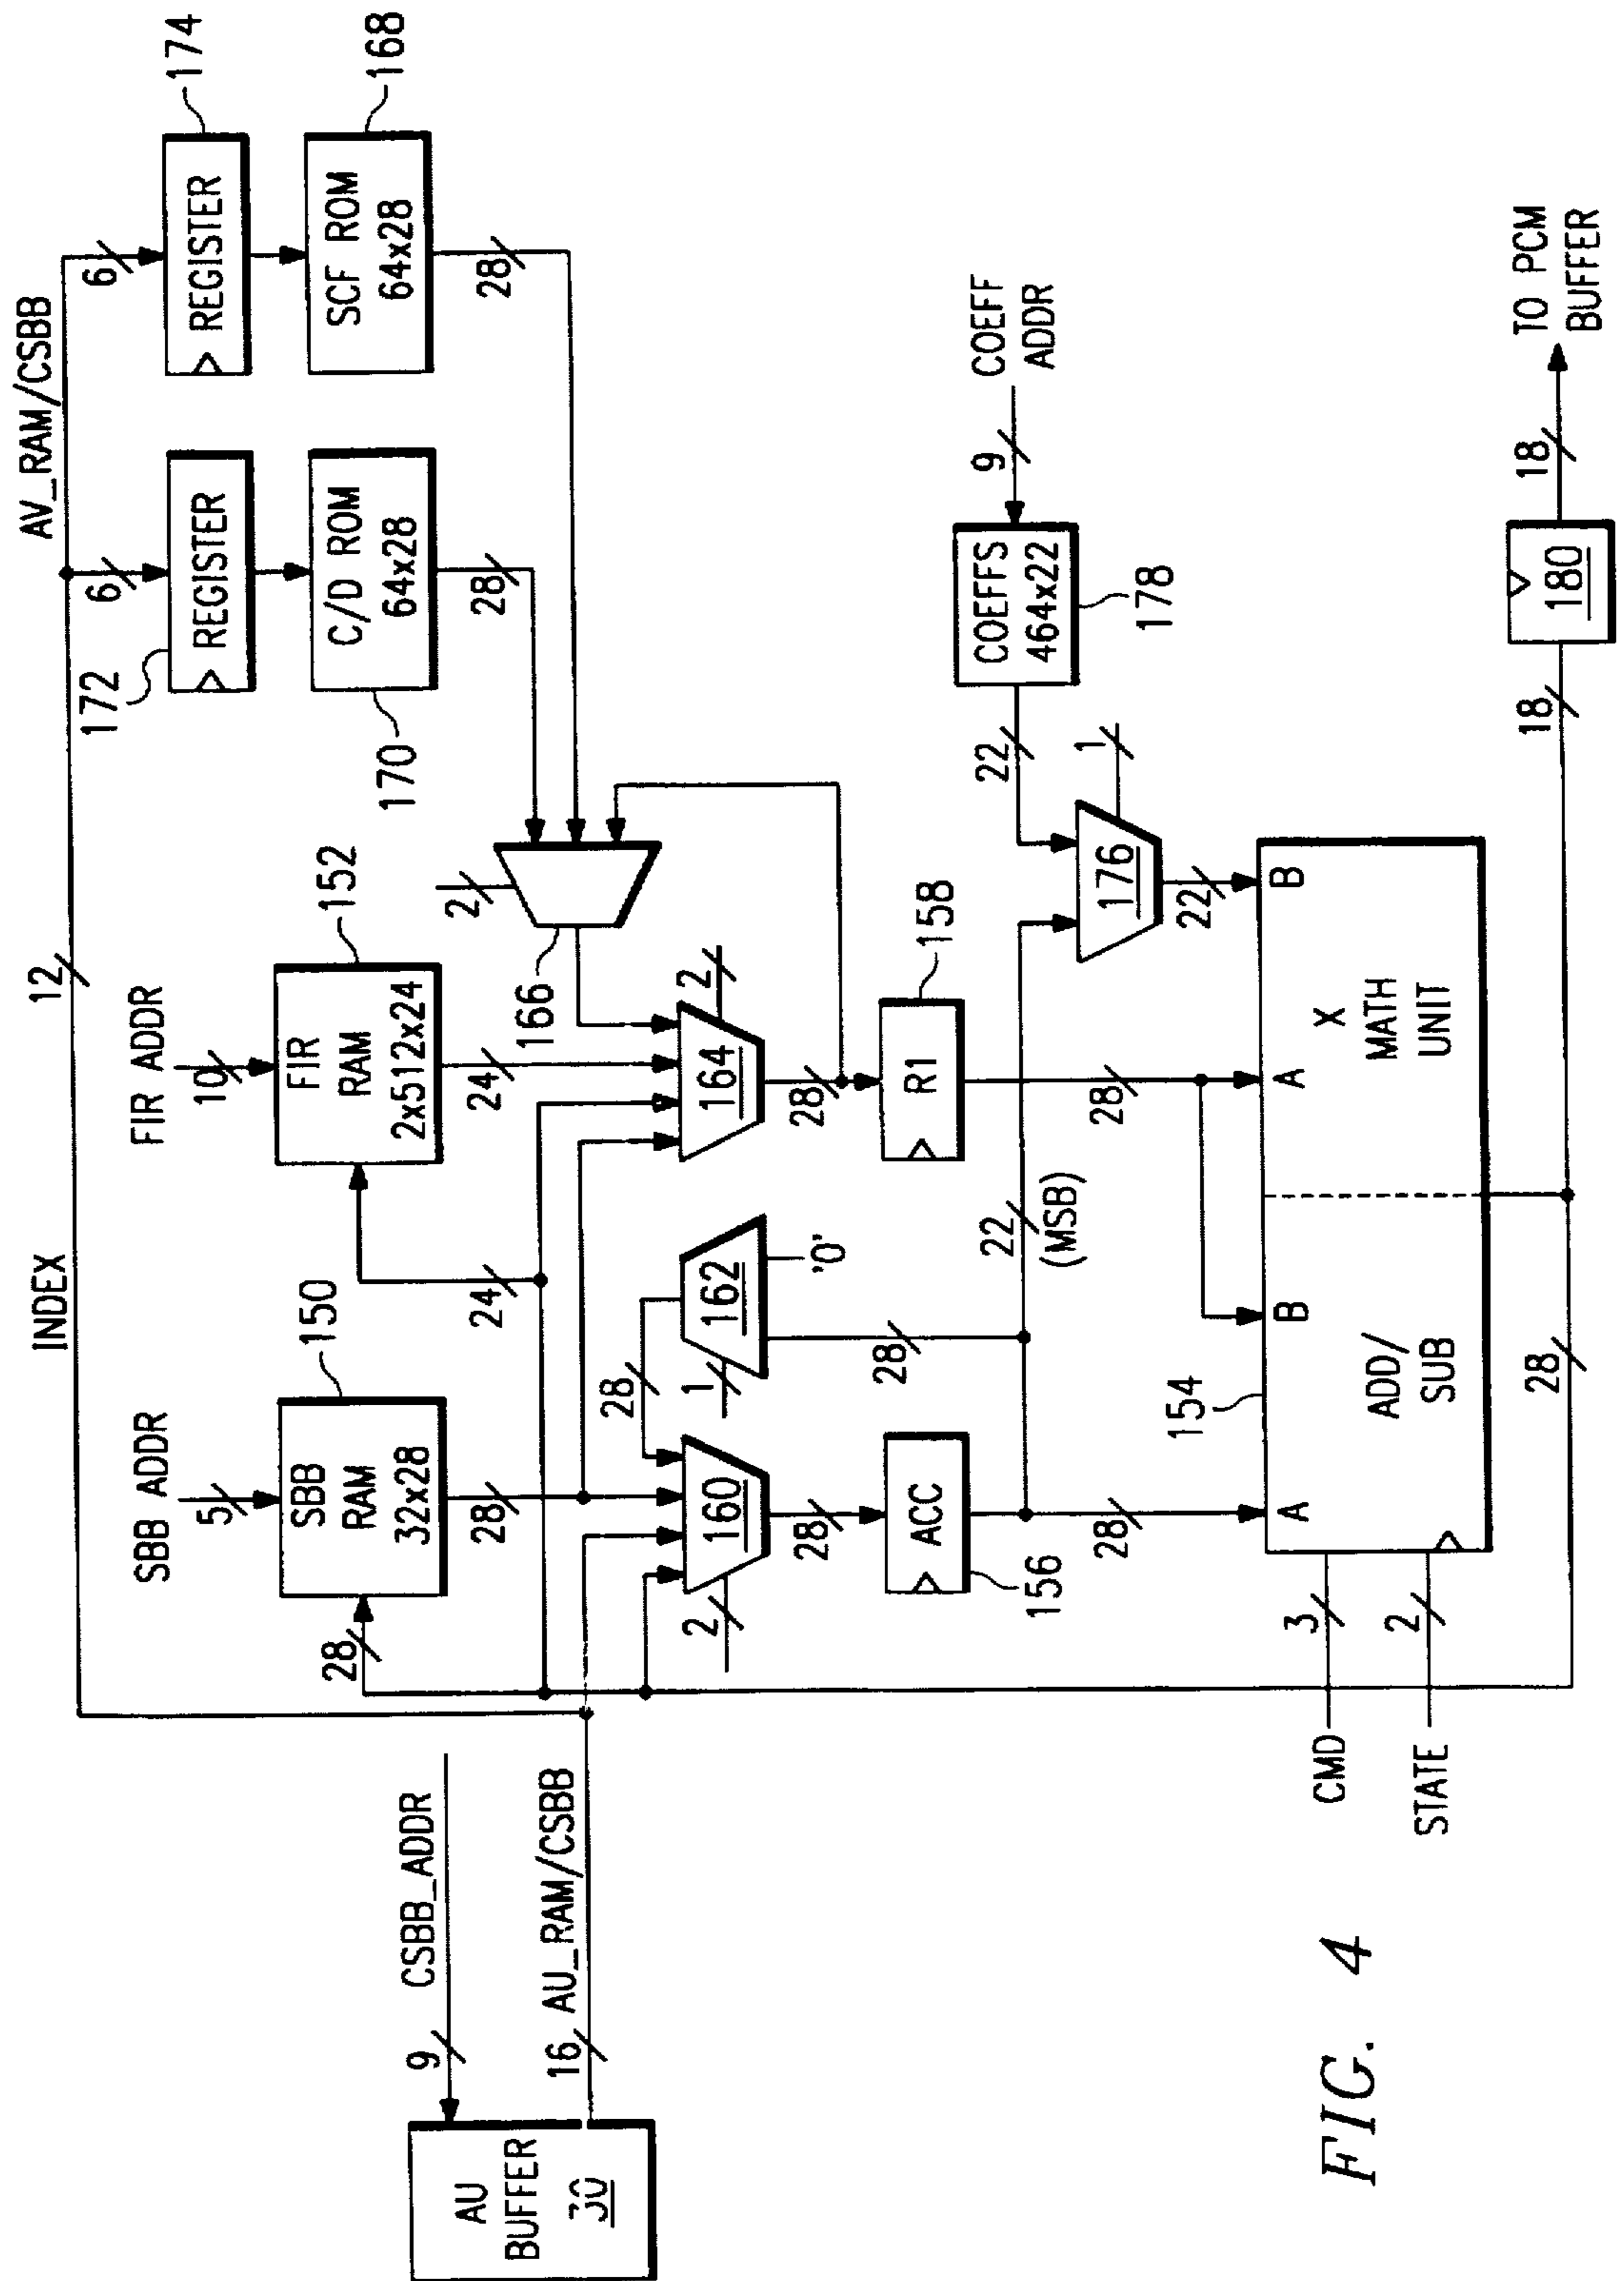 INDEX
12
AV_RAM/CSBB
SBB ADDR
5
150
SBB
RAM
32x28
28
28
FIR ADDR
10
152
FIR
RAM
2x512x24
24
24
6
172
REGISTER
C/D ROM
64x28
170
28
6
174
REGISTER
SCF ROM
64x28
168
28
2
166
CSBB_ADDR
9
AU
BUFFER
16
AU_RAM/CSBB
28
160
2
28
162
1
'0'
28
164
2
28
ACC
156
28
22
(MSB)
R1
158
28
COEFF
ADDR
9
COEFFS
464x22
178
22
176
1
22
CMD
3
STATE
2
154
A
B
A
B
ADD/
SUB
X
MATH
UNIT
28
18
180
18
TO PCM
BUFFER
FIG. 4